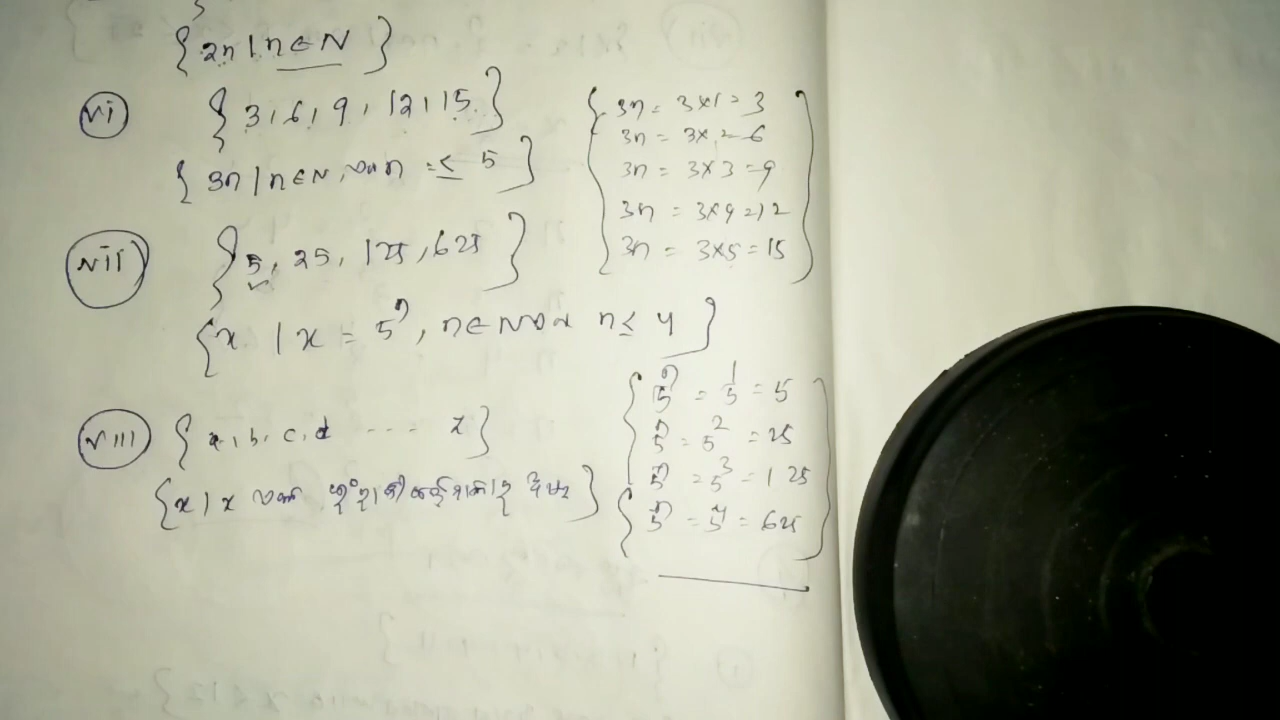 {2n | n ∈ N}
vi) {3, 6, 9, 12, 15}
{3n | n ∈ N, n = ≤ 5}
{3n = 3×1 = 3
3n = 3×2 = 6
3n = 3×3 = 9
3n = 3×4 = 12
3n = 3×5 = 15}
vii) {5, 25, 125, 625}
{x | x = 5ⁿ, n ∈ N n ≤ 4}
{5ⁿ = 5¹ = 5
5ⁿ = 5² = 25
5ⁿ = 5³ = 125
5ⁿ = 5⁴ = 625}
viii) {a, b, c, d --- z}
{x | x